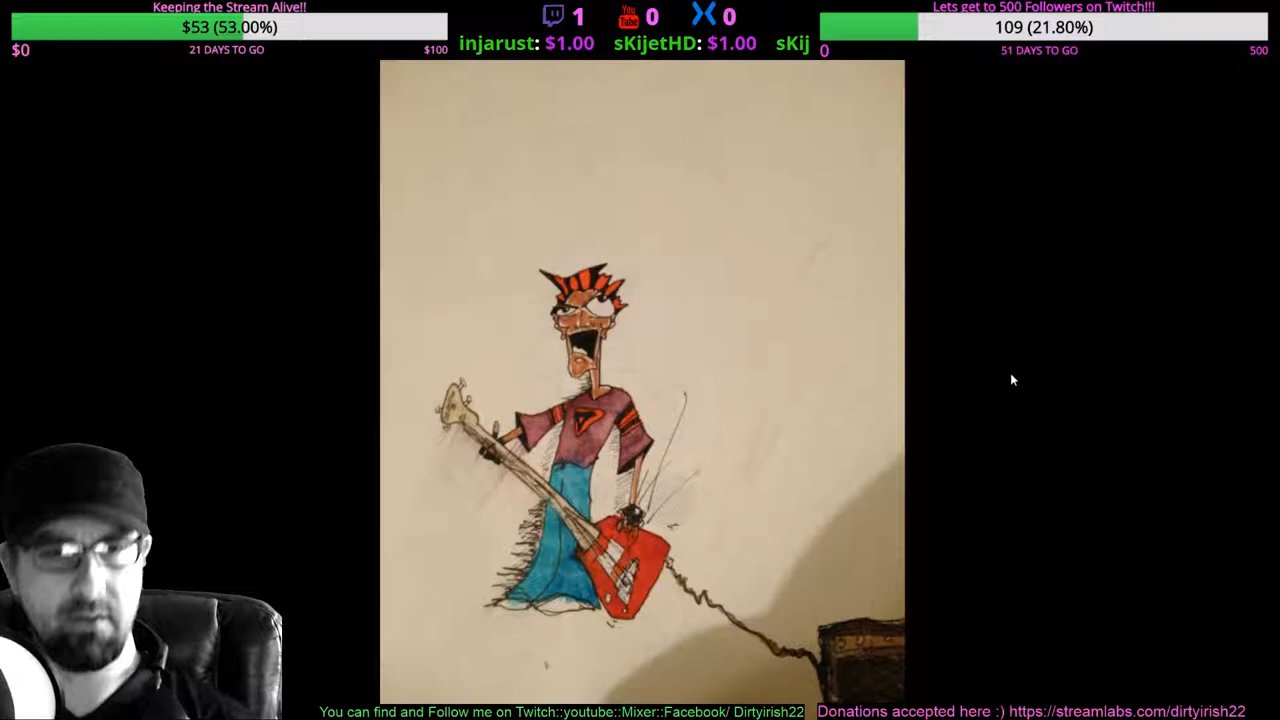 Keeping the Stream Alive!!
$53 (53.00%)
$0
21 DAYS TO GO
$100
1
You Tube
0
0
injarust: $1.00 sKijetHD: $1.00 sKij
Lets get to 500 Followers on Twitch!!!
109 (21.80%)
0
51 DAYS TO GO
500
You can find and Follow me on Twitch::youtube::Mixer::Facebook/ Dirtyirish22
Donations accepted here :) https://streamlabs.com/dirtyirish22